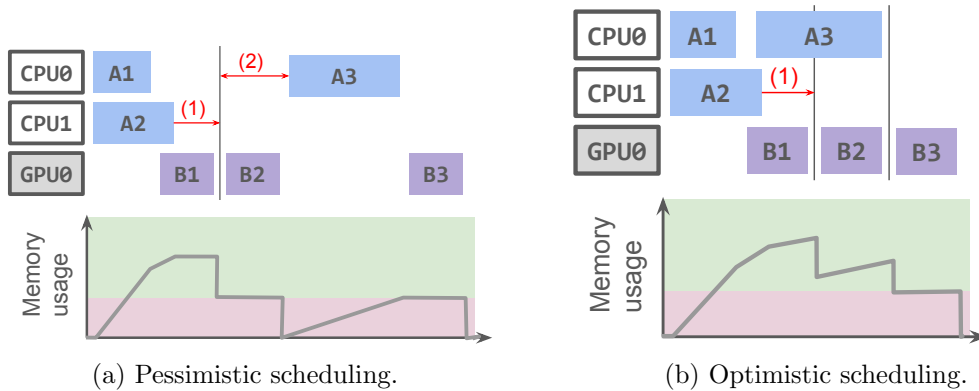 CPU0 A1 (2) A3
CPU1 A2 (1)
GPU0 B1 B2 B3
Memory
usage
(a) Pessimistic scheduling.
CPU0 A1 A3
CPU1 A2 (1)
GPU0 B1 B2 B3
Memory
usage
(b) Optimistic scheduling.